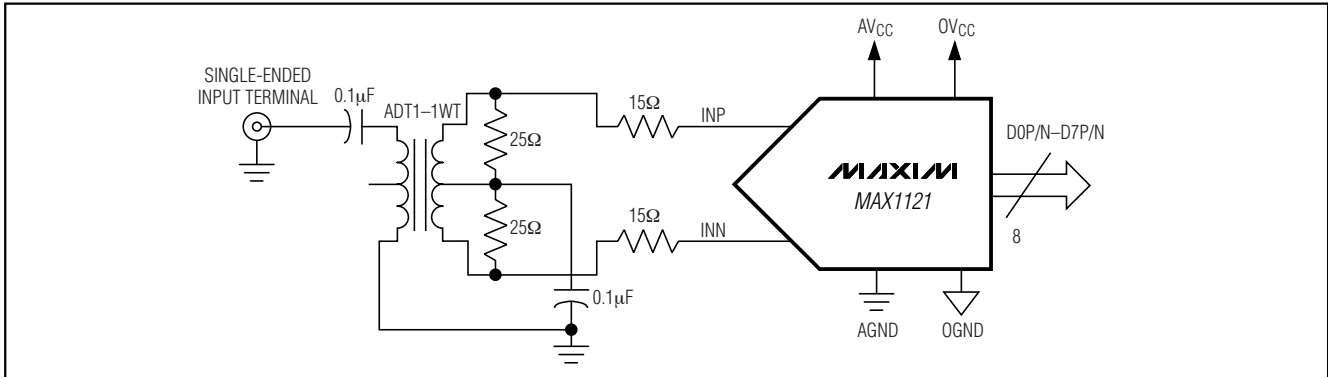 SINGLE-ENDED
INPUT TERMINAL
0.1μF
ADT1–1WT
25Ω
25Ω
0.1μF
15Ω
INP
15Ω
INN
AVCC
OVCC
MAXIM
MAX1121
D0P/N–D7P/N
8
AGND
OGND